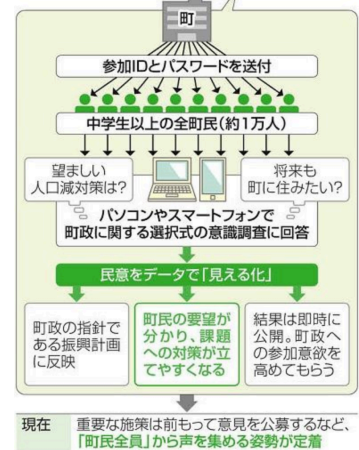 町
参加IDとパスワードを送付
中学生以上の全町民(約1万人)
望ましい
人口減対策は?
将来も
町に住みたい?
パソコンやスマートフォンで
町政に関する選択式の意識調査に回答
民意をデータで「見える化」
町政の指針で
ある振興計画
に反映
町民の要望が
分かり、課題
への対策が立
てやすくなる
結果は即時に
公開。町政へ
の参加意欲を
高めてもらう
現在
重要な施策は前もって意見を公募するなど、
「町民全員」から声を集める姿勢が定着